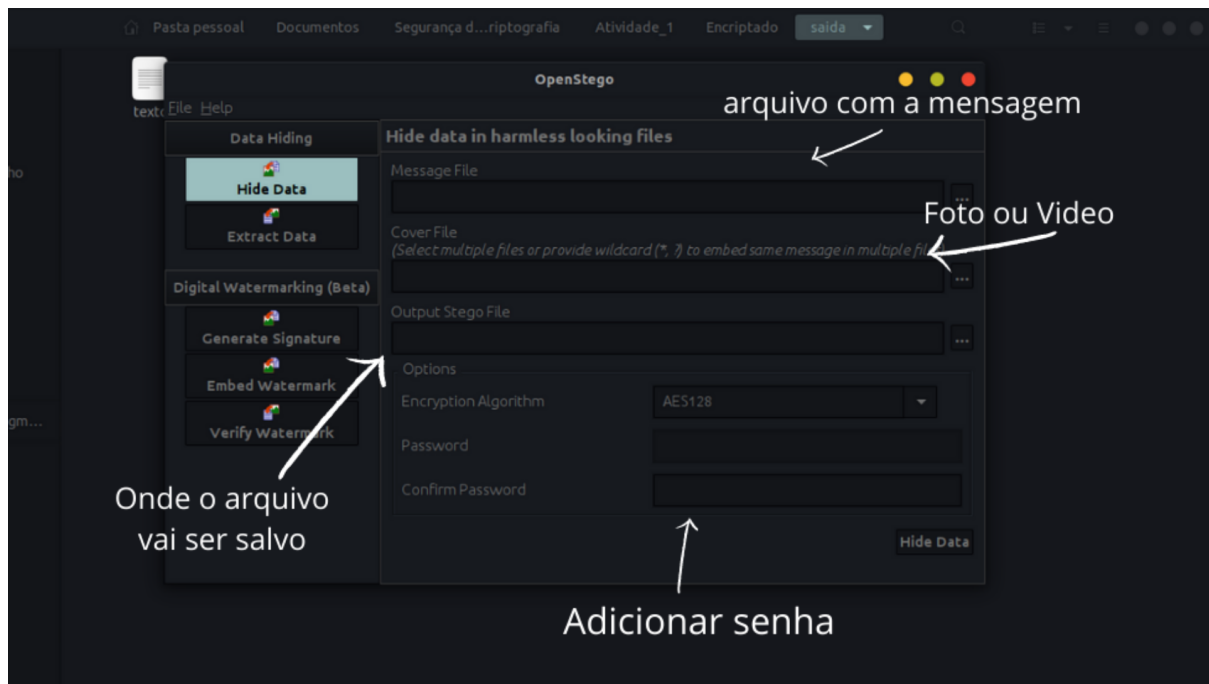 Pasta pessoal Documentos Segurança d...riptografia Atividade_1 Encriptado saida
OpenStego
File Help
arquivo com a mensagem
Data Hiding
Hide Data
Extract Data
Digital Watermarking (Beta)
Generate Signature
Embed Watermark
Verify Watermark
Hide data in harmless looking files
Message File
...
Foto ou Video
Cover File
(Select multiple files or provide wildcard (*, ?) to embed same message in multiple
...
Output Stego File
...
Options
Encryption Algorithm AES128
Password
Confirm Password
Hide Data
Onde o arquivo
vai ser salvo
Adicionar senha
gm...